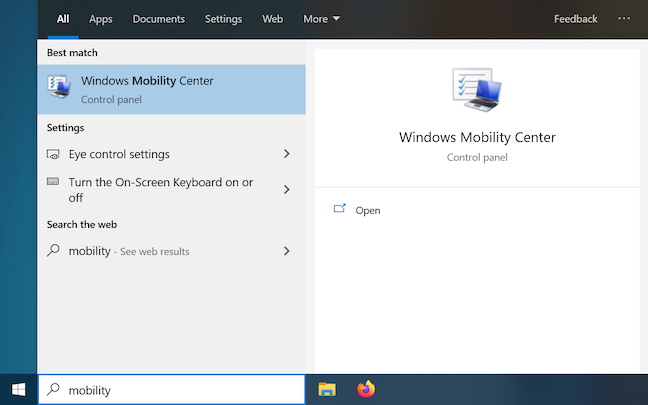 All Apps Documents Settings Web More Feedback ...
Best match
Windows Mobility Center
Control panel
Settings
Eye control settings
Turn the On-Screen Keyboard on or
off
Search the web
mobility - See web results
Windows Mobility Center
Control panel
Open
mobility